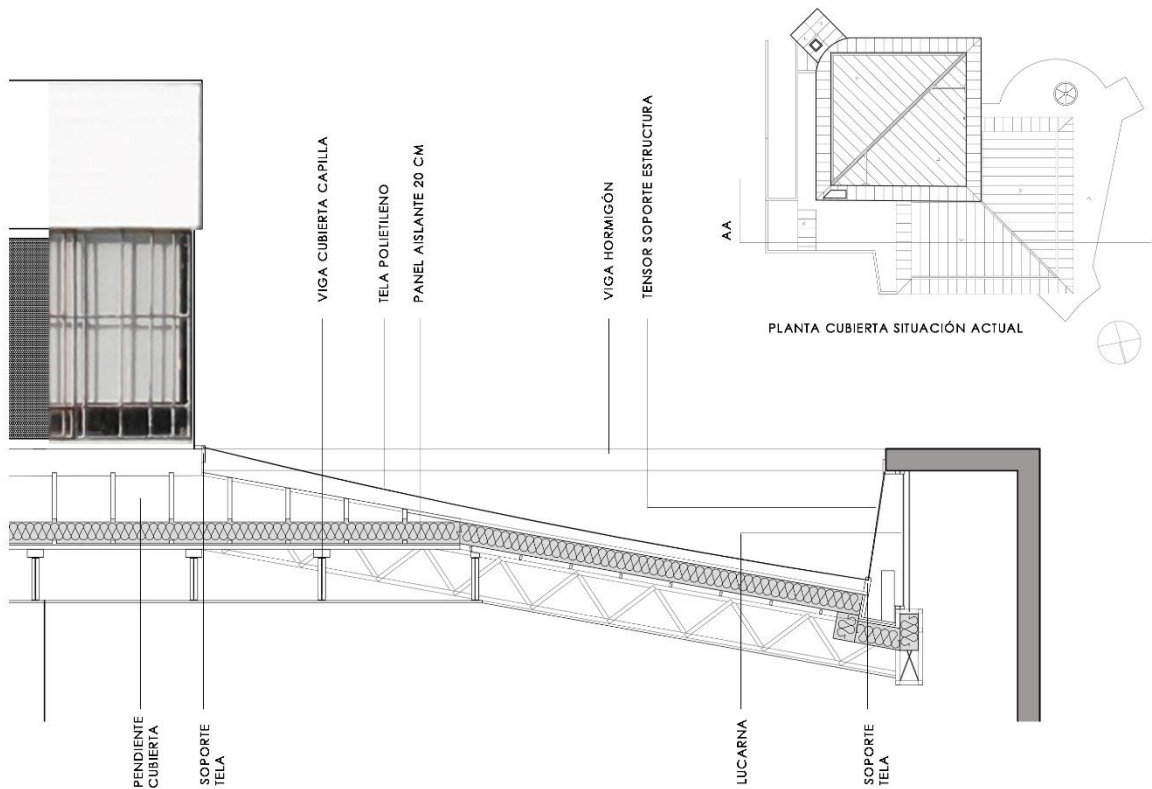 VIGA CUBIERTA CAPILLA
TELA POLIETILENO
PANEL AISLANTE 20 CM
VIGA HORMIGÓN
TENSOR SOPORTE ESTRUCTURA
AA
PLANTA CUBIERTA SITUACIÓN ACTUAL
PENDIENTE
CUBIERTA
SOPORTE
TELA
LUCARNA
SOPORTE
TELA